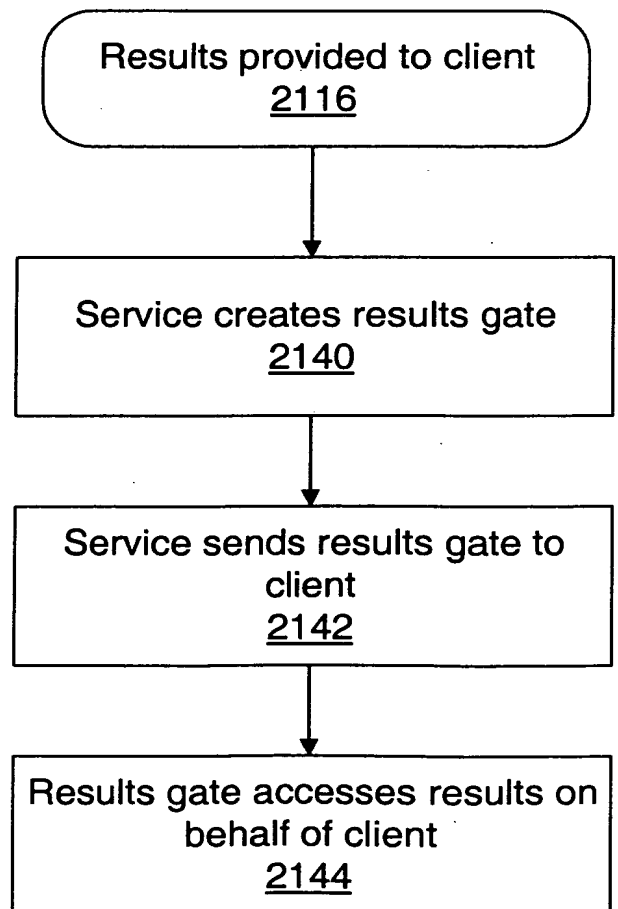 Results provided to client
2116
Service creates results gate
2140
Service sends results gate to
client
2142
Results gate accesses results on
behalf of client
2144